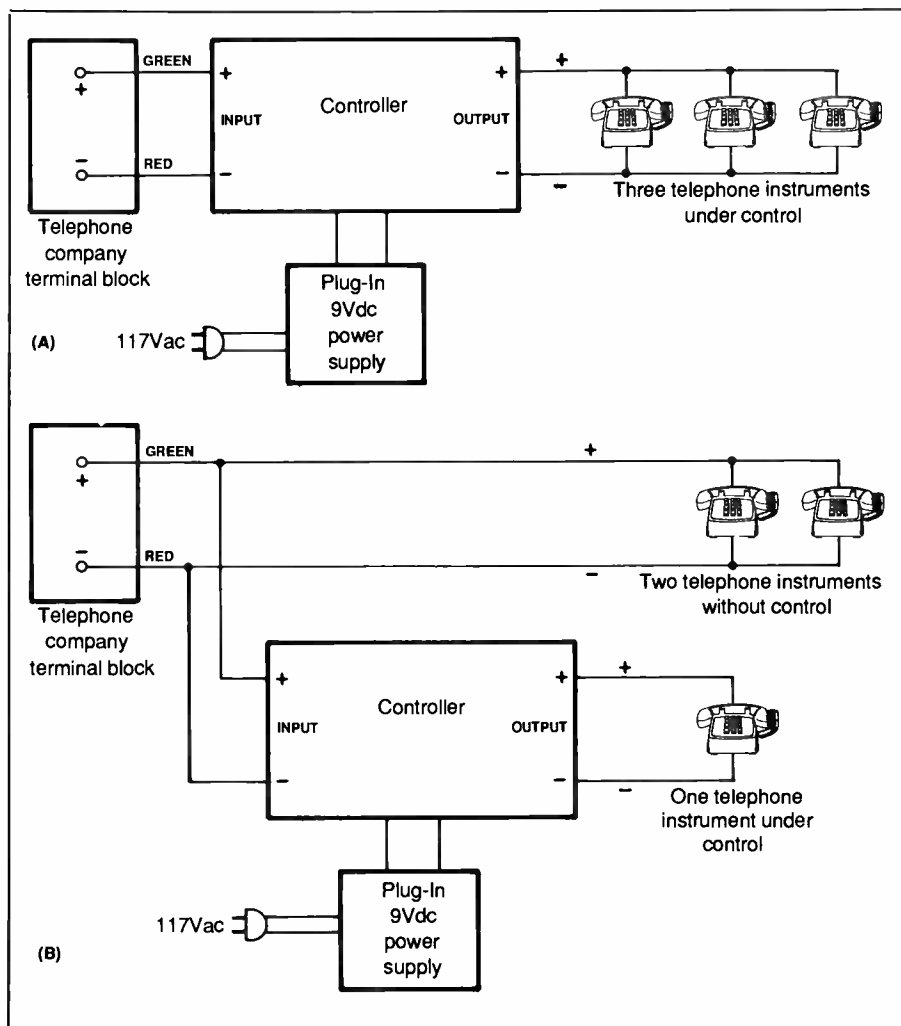 GREEN
+
RED
−
Telephone
company
terminal block
+
INPUT
−
Controller
+
OUTPUT
−
+
−
Three telephone instruments
under control
Plug-In
9Vdc
power
supply
117Vac
(A)
GREEN
+
RED
−
Telephone
company
terminal block
+
−
Two telephone instruments
without control
+
INPUT
−
Controller
+
OUTPUT
−
+
−
One telephone
instrument under
control
Plug-In
9Vdc
power
supply
117Vac
(B)